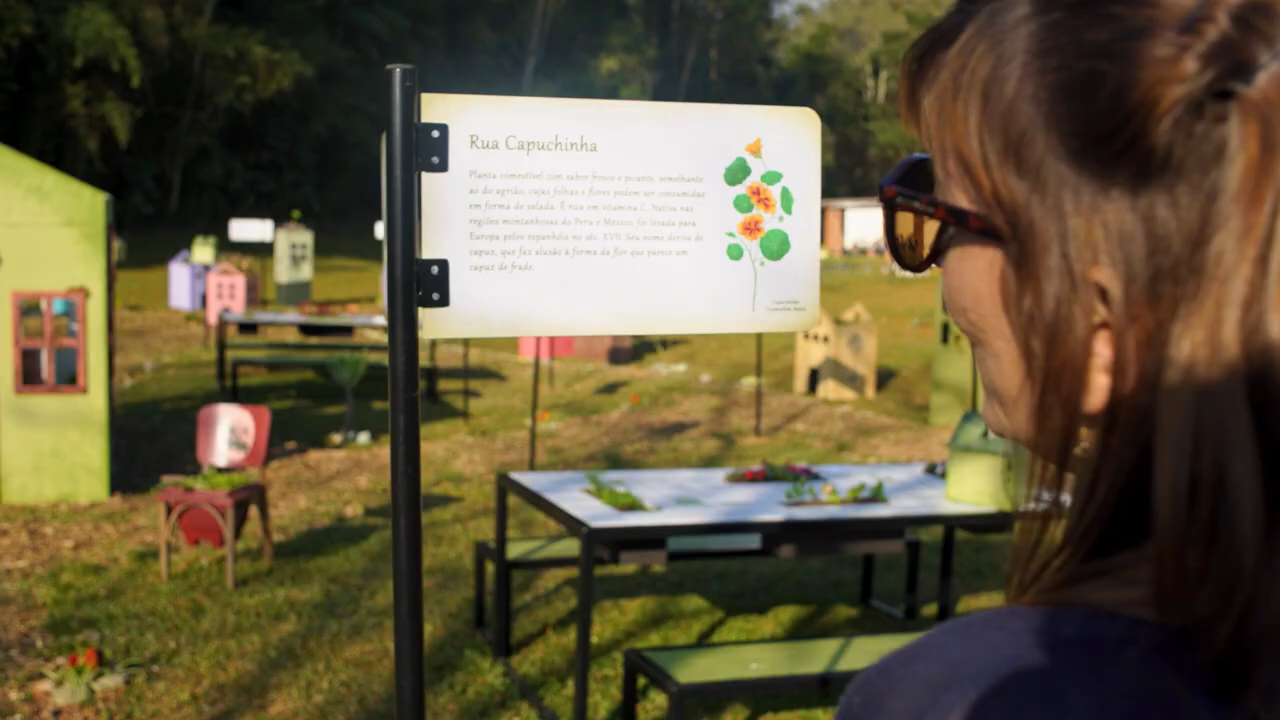 Rua Capuchinha
Planta comestível com sabor fresco e picante, semelhante
ao do agrião, cujas folhas e flores podem ser consumidas
em forma de salada. É rica em vitamina C. Nativa nas
regiões montanhosas do Peru e México, foi levada para
Europa pelos espanhóis no séc. XVII. Seu nome deriva de
capuz, que faz alusão à forma da flor que parece um
capuz de frade.
Capuchinha